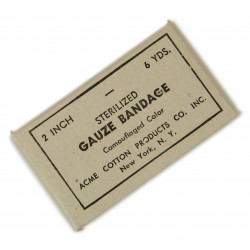 2 INCH
6 YDS.
STERILIZED
GAUZE BANDAGE
Camouflaged Color
ACME COTTON PRODUCTS CO. INC.
New York, N. Y.